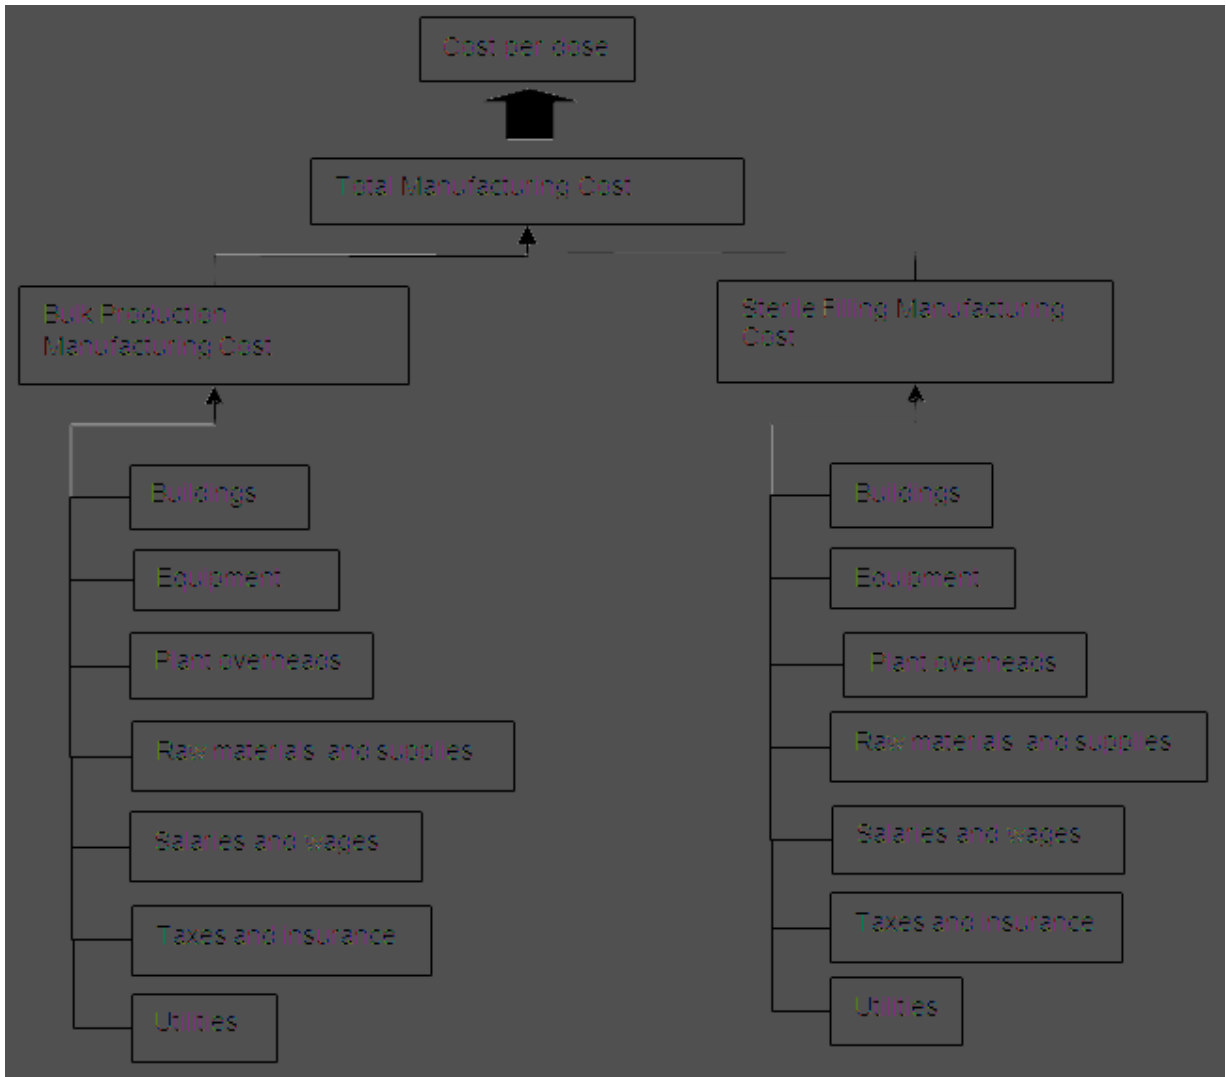 Cost per dose
Total Manufacturing Cost
Bulk Production
Manufacturing Cost
Sterile Filling Manufacturing
Cost
Buildings
Equipment
Plant overheads
Raw materials and supplies
Salaries and wages
Taxes and insurance
Utilities
Buildings
Equipment
Plant overheads
Raw materials and supplies
Salaries and wages
Taxes and insurance
Utilities